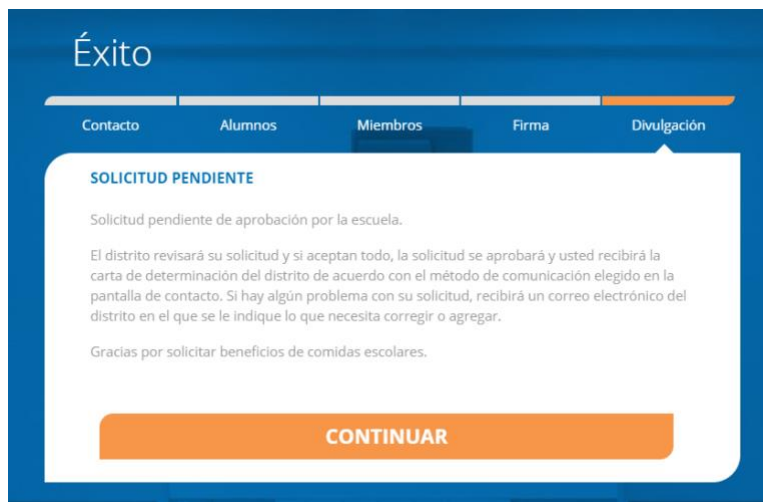 Éxito
Contacto Alumnos Miembros Firma Divulgación
SOLICITUD PENDIENTE
Solicitud pendiente de aprobación por la escuela.
El distrito revisará su solicitud y si aceptan todo, la solicitud se aprobará y usted recibirá la
carta de determinación del distrito de acuerdo con el método de comunicación elegido en la
pantalla de contacto. Si hay algún problema con su solicitud, recibirá un correo electrónico del
distrito en el que se le indique lo que necesita corregir o agregar.
Gracias por solicitar beneficios de comidas escolares.
CONTINUAR